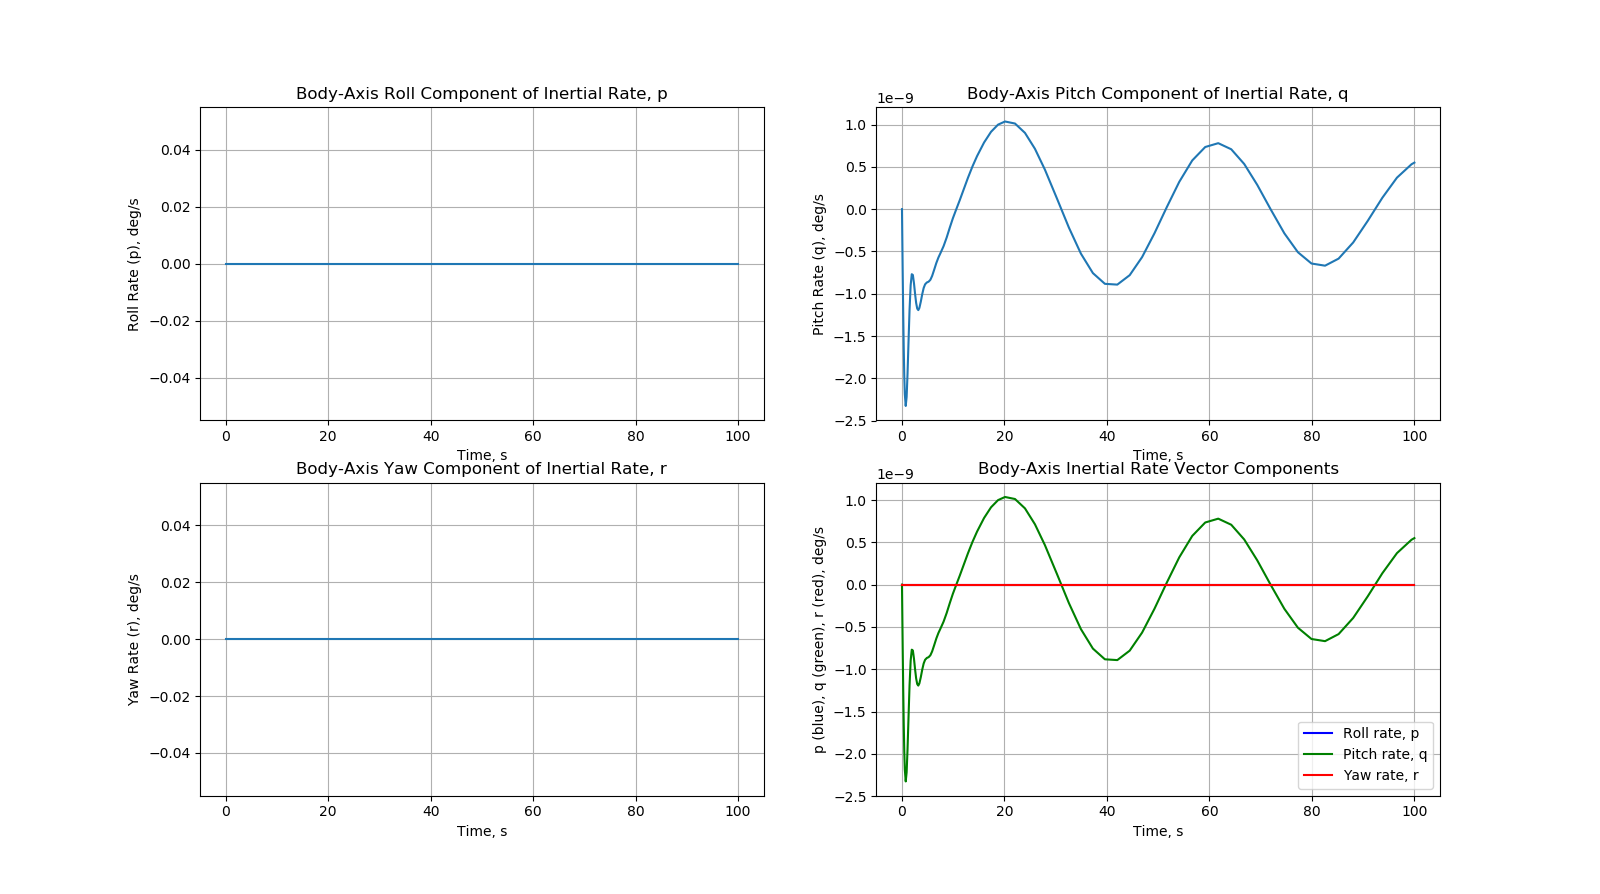 Body-Axis Roll Component of Inertial Rate, p
Roll Rate (p), deg/s
0.04
0.02
0.00
−0.02
−0.04
0 20 40 60 80 100
Time, s
Body-Axis Pitch Component of Inertial Rate, q
1e−9
Pitch Rate (q), deg/s
1.0
0.5
0.0
−0.5
−1.0
−1.5
−2.0
−2.5
0 20 40 60 80 100
Time, s
Body-Axis Yaw Component of Inertial Rate, r
Yaw Rate (r), deg/s
0.04
0.02
0.00
−0.02
−0.04
0 20 40 60 80 100
Time, s
Body-Axis Inertial Rate Vector Components
1e−9
p (blue), q (green), r (red), deg/s
1.0
0.5
0.0
−0.5
−1.0
−1.5
−2.0
−2.5
Roll rate, p
Pitch rate, q
Yaw rate, r
0 20 40 60 80 100
Time, s